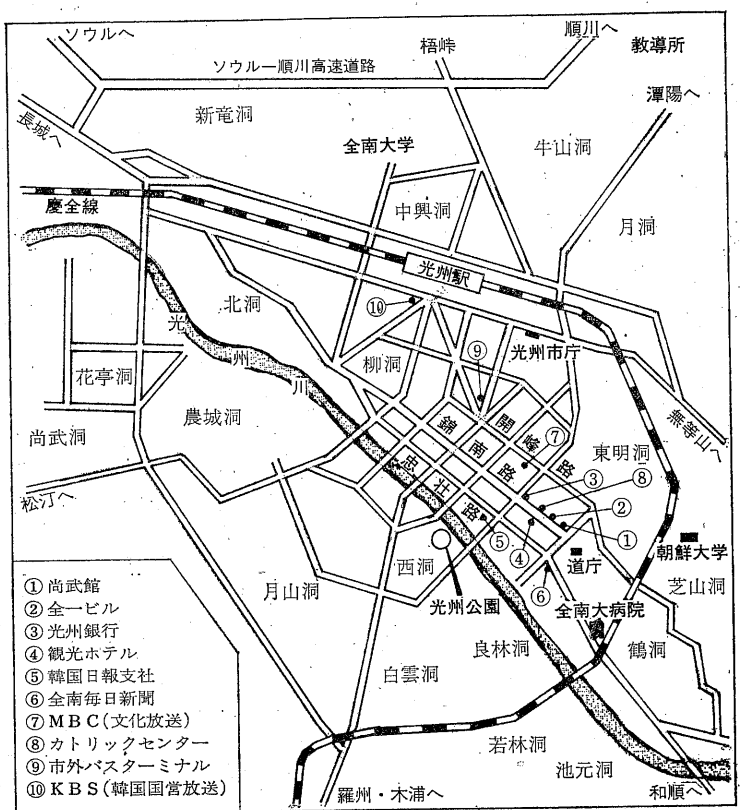 ソウルへ
順川へ
梧峠
教導所
ソウル―順川高速道路
潭陽へ
新竜洞
長城へ
全南大学
牛山洞
慶全線
中興洞
月洞
光州駅
北洞
⑩
光州川
柳洞
⑨
光州市庁
花亭洞
農城洞
錦南路
開峰路
⑦
無等山へ
尚武洞
東明洞
忠壮路
③
⑧
松汀へ
②
⑤
④
①
朝鮮大学
西洞
道庁
月山洞
光州公園
⑥
芝山洞
全南大病院
良林洞
鶴洞
白雲洞
若林洞
池元洞
羅州・木浦へ
和順へ
①尚武館
②全一ビル
③光州銀行
④観光ホテル
⑤韓国日報支社
⑥全南毎日新聞
⑦MBC(文化放送)
⑧カトリックセンター
⑨市外バスターミナル
⑩KBS(韓国国営放送)